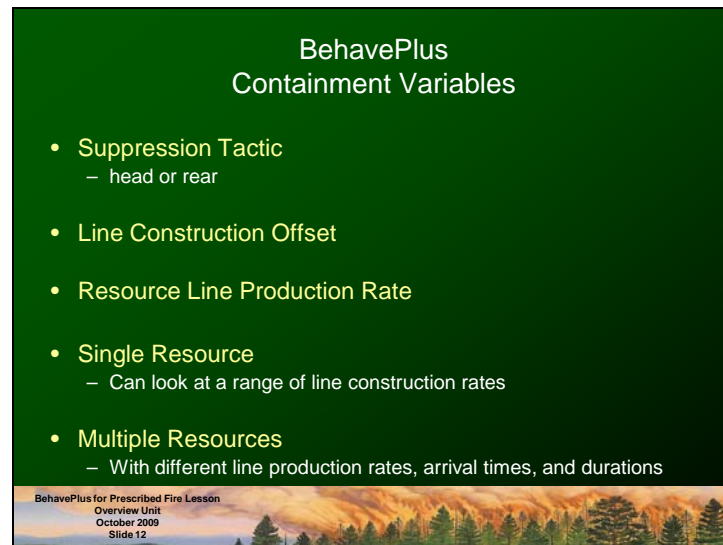 BehavePlus
Containment Variables
• Suppression Tactic
– head or rear
• Line Construction Offset
• Resource Line Production Rate
• Single Resource
– Can look at a range of line construction rates
• Multiple Resources
– With different line production rates, arrival times, and durations
BehavePlus for Prescribed Fire Lesson
Overview Unit
October 2009
Slide 12